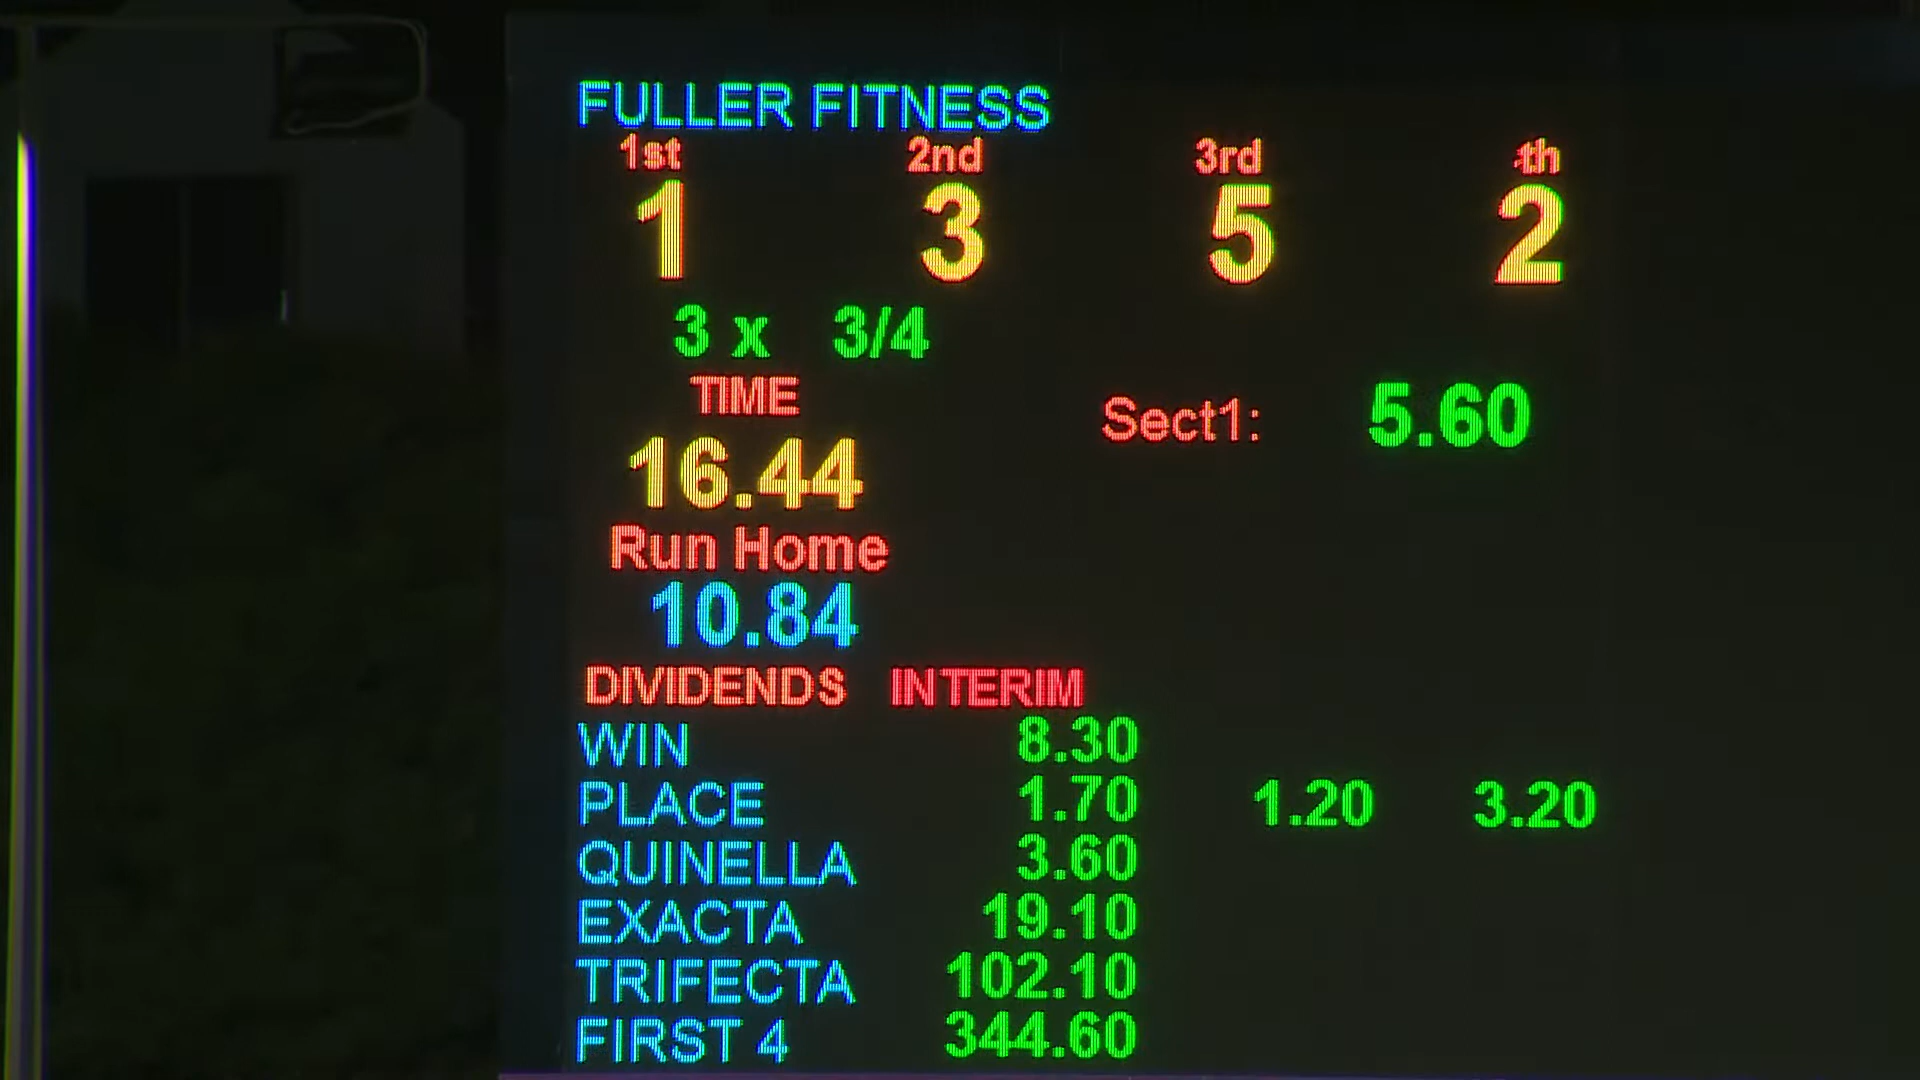 FULLER FITNESS
1st 2nd 3rd th
1 3 5 2
3 x 3/4
TIME
Sect1: 5.60
16.44
Run Home
10.84
DIVIDENDS INTERIM
WIN 8.30
PLACE 1.70 1.20 3.20
QUINELLA 3.60
EXACTA 19.10
TRIFECTA 102.10
FIRST 4 344.60